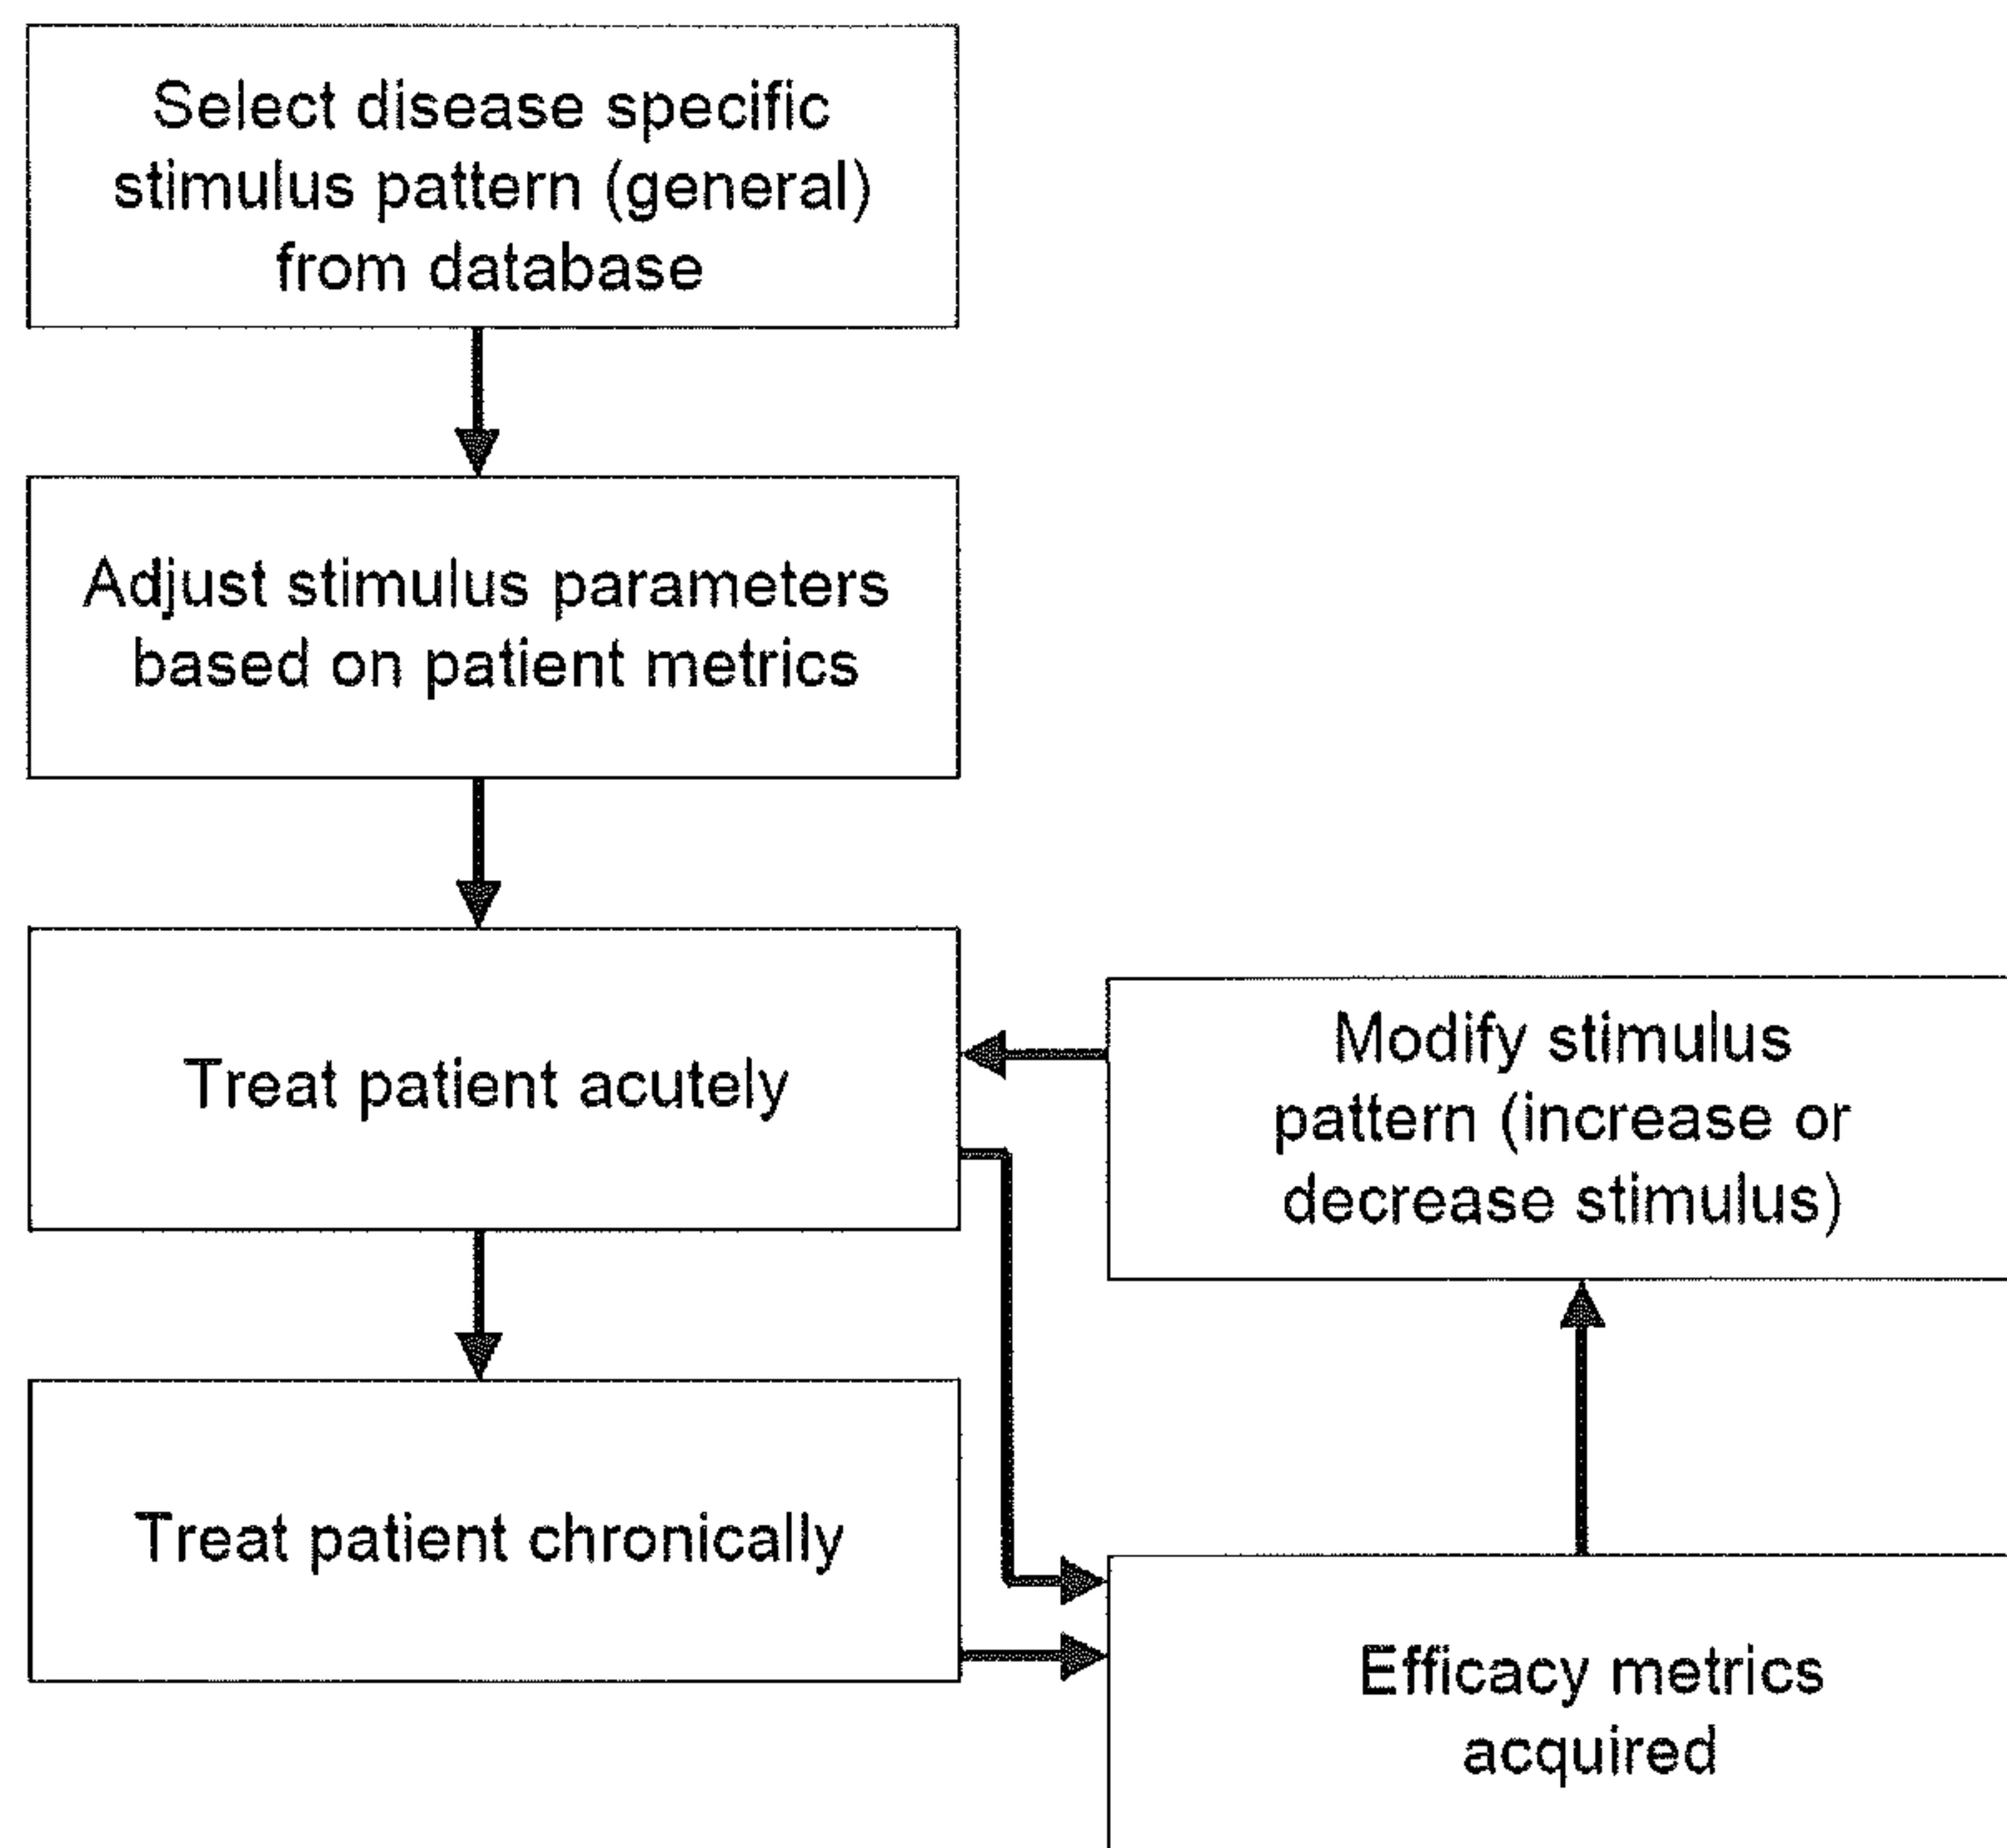 Select disease specific
stimulus pattern (general)
from database
Adjust stimulus parameters
based on patient metrics
Treat patient acutely
Modify stimulus
pattern (increase or
decrease stimulus)
Treat patient chronically
Efficacy metrics
acquired